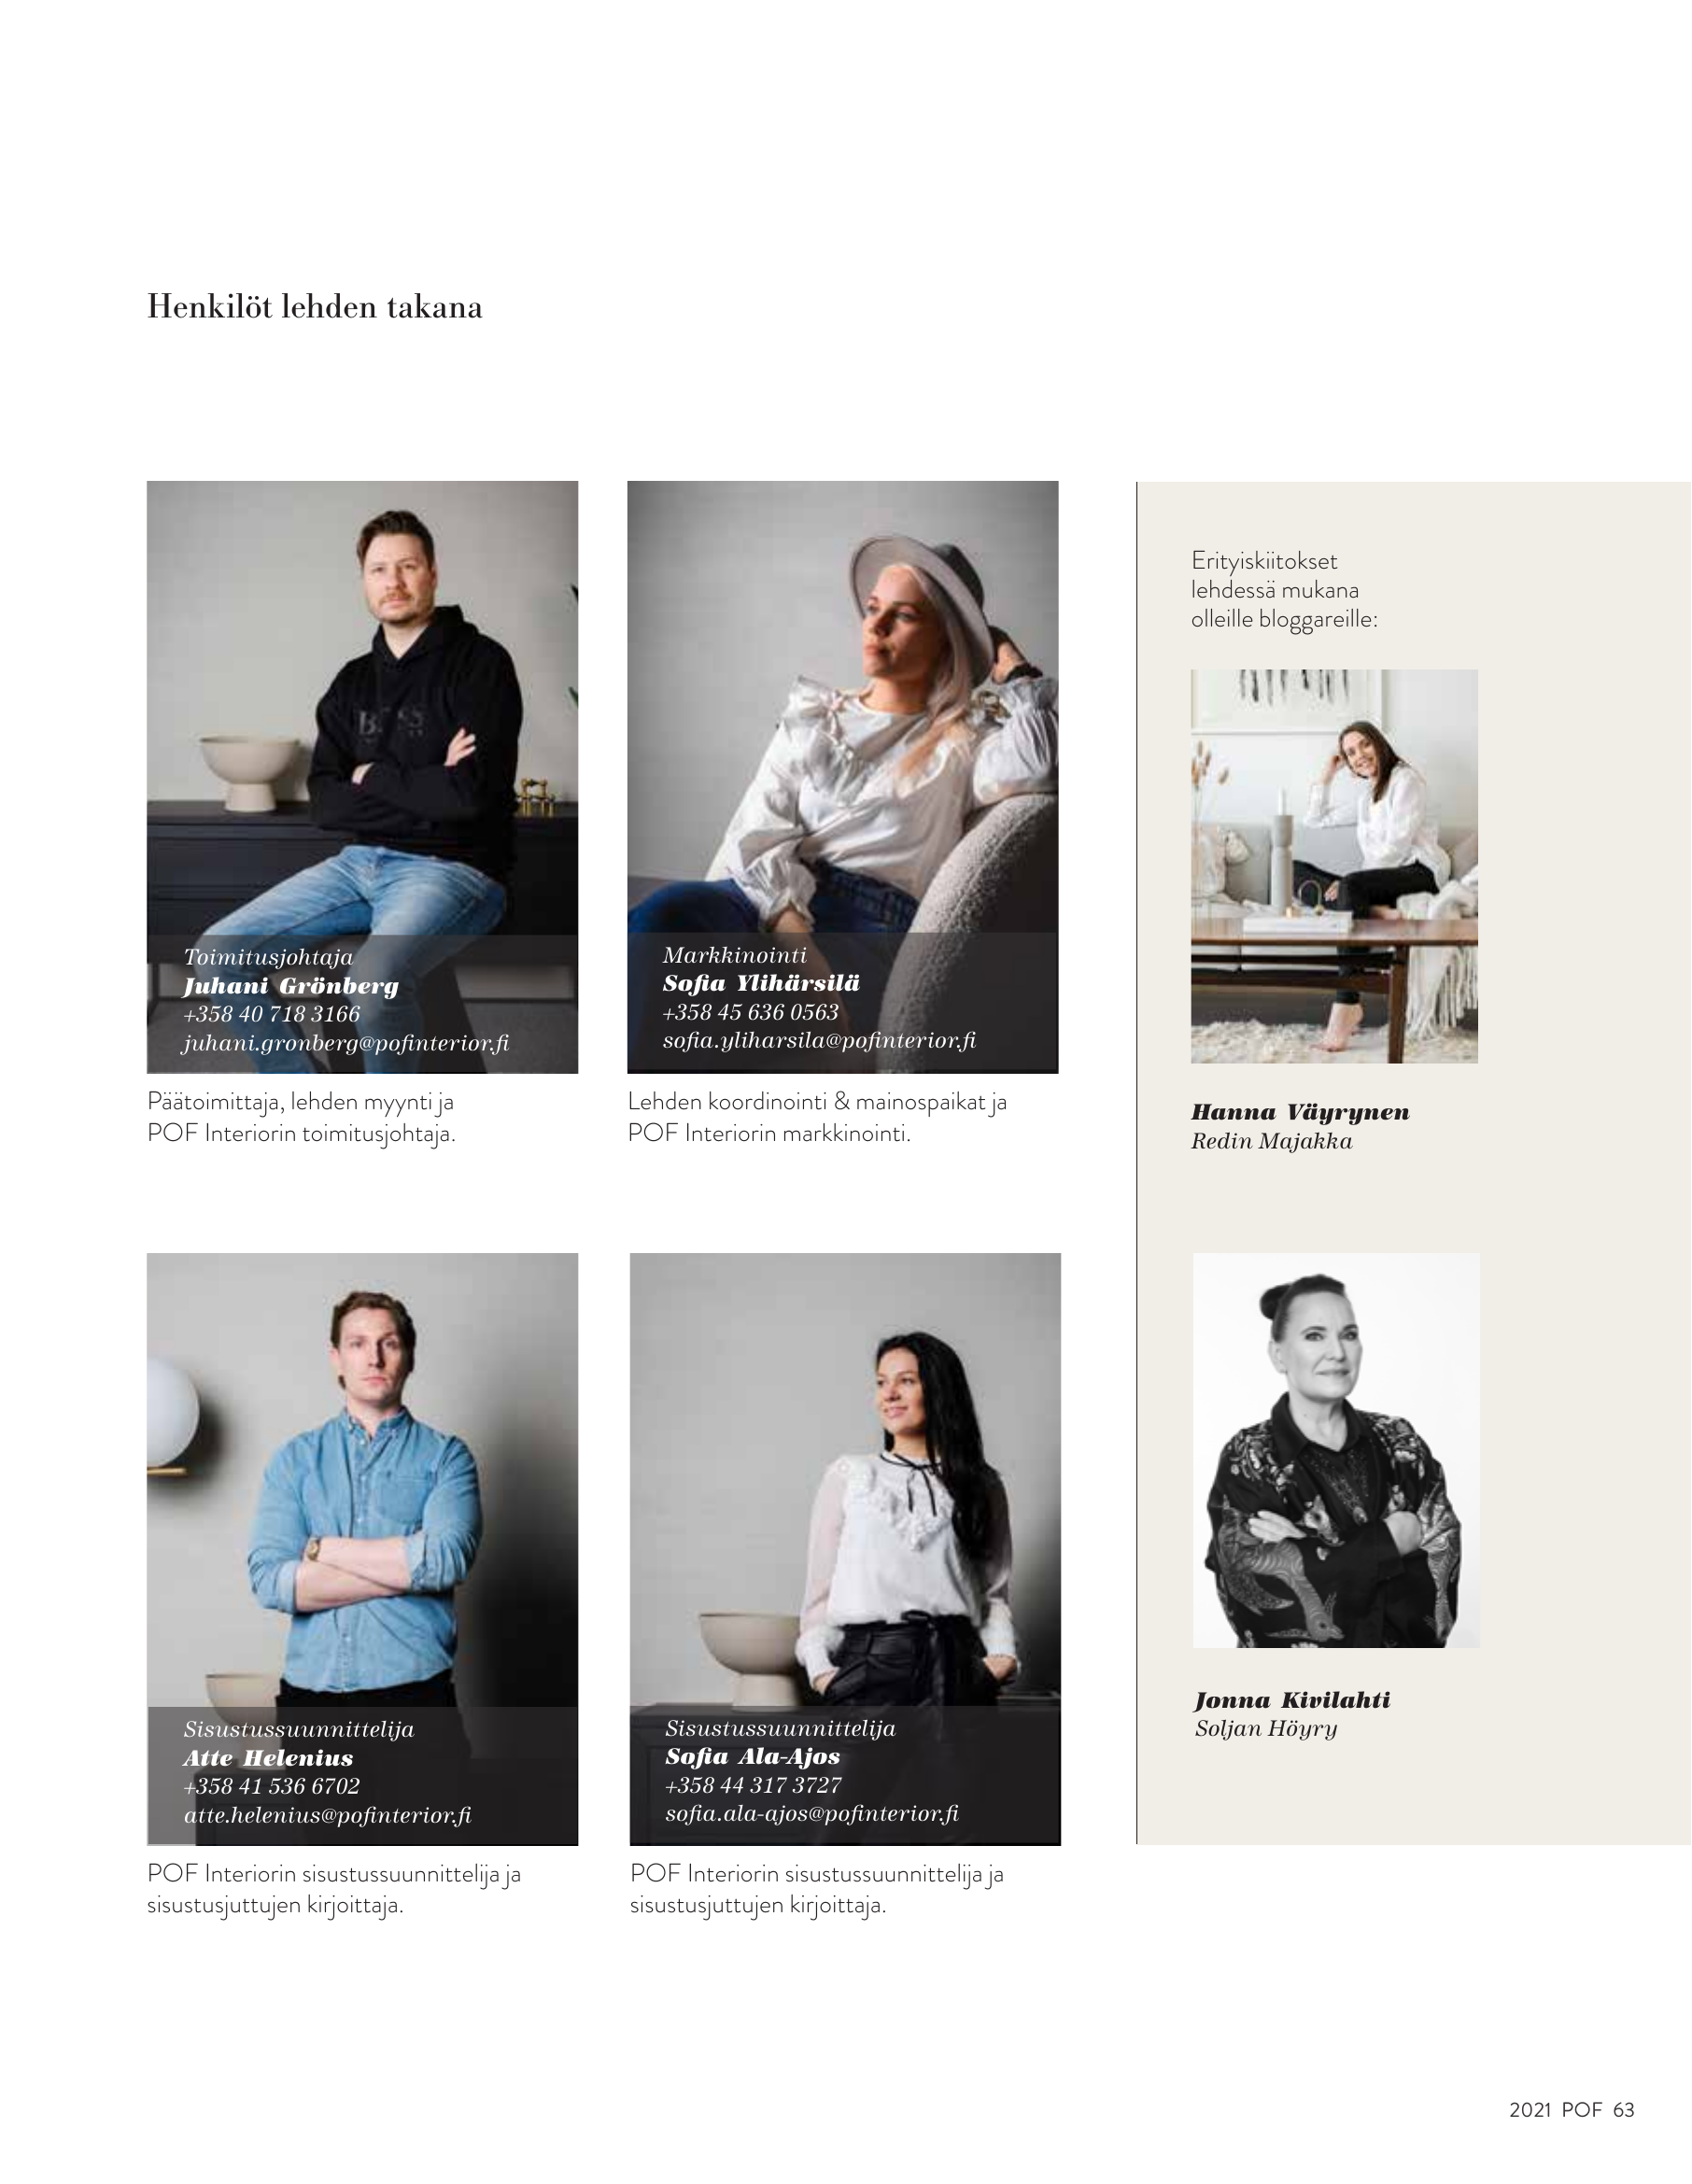 Henkilöt lehden takana
Toimitusjohtaja
Juhani Grönberg
+358 40 718 3166
juhani.gronberg@pofinterior.fi
Päätoimittaja, lehden myynti ja
POF Interiorin toimitusjohtaja.
Markkinointi
Sofia Ylihärsilä
+358 45 636 0563
sofia.yliharsila@pofinterior.fi
Lehden koordinointi & mainospaikat ja
POF Interiorin markkinointi.
Sisustussuunnittelija
Atte Helenius
+358 41 536 6702
atte.helenius@pofinterior.fi
POF Interiorin sisustussuunnittelija ja
sisustusjuttujen kirjoittaja.
Sisustussuunnittelija
Sofia Ala-Ajos
+358 44 317 3727
sofia.ala-ajos@pofinterior.fi
POF Interiorin sisustussuunnittelija ja
sisustusjuttujen kirjoittaja.
Erityiskiitokset
lehdessä mukana
olleille bloggareille:
Hanna Väyrynen
Redin Majakka
Jonna Kivilahti
Soljan Höyry
2021 POF 63